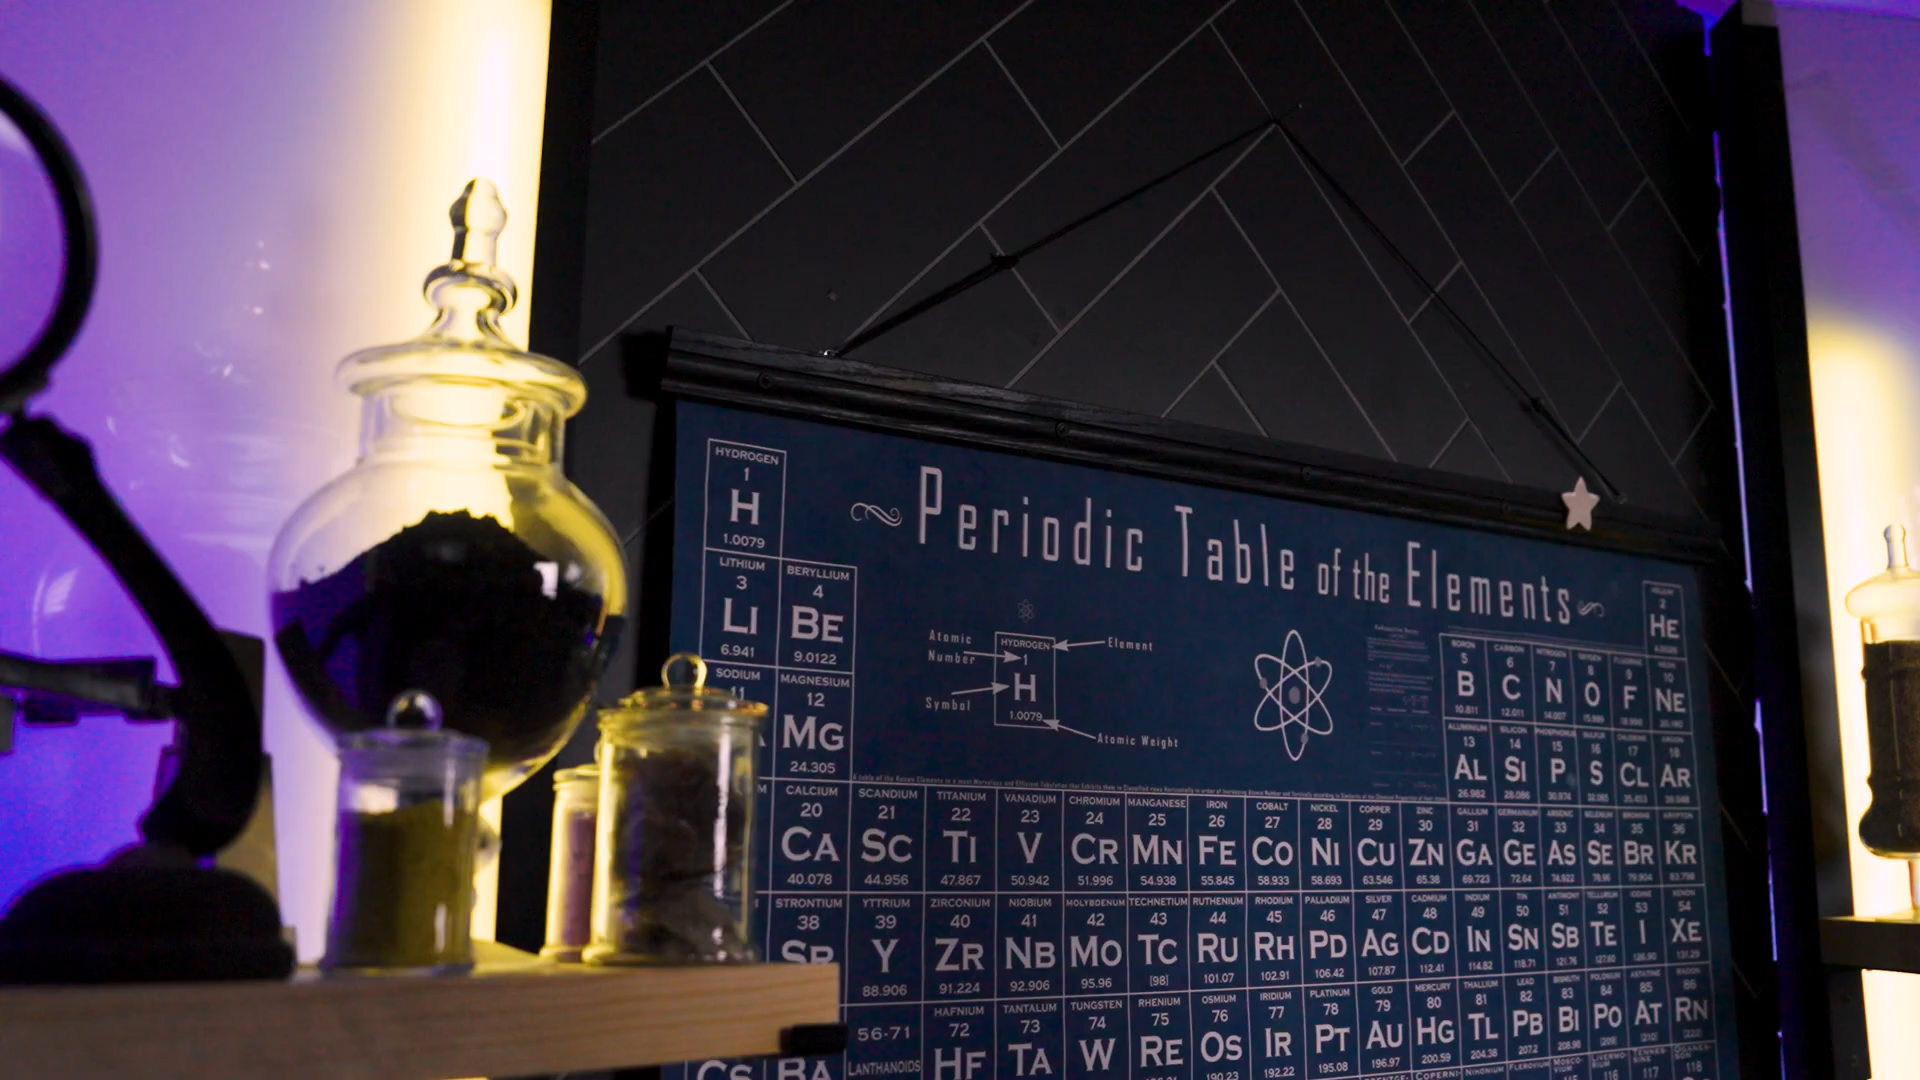 HYDROGEN
1
H
1.0079
Periodic Table of the Elements
HELIUM
2
He
LITHIUM
3
Li
6.941
BERYLLIUM
4
Be
9.0122
Atomic Number
Symbol
HYDROGEN
1
H
1.0079
Element
Atomic Weight
BORON
5
B
10.811
CARBON
6
C
12.011
NITROGEN
7
N
14.007
8
O
15.999
9
F
10
Ne
SODIUM
11
MAGNESIUM
12
Mg
24.305
ALUMINIUM
13
Al
26.982
SILICON
14
Si
28.086
PHOSPHORUS
15
P
30.974
SULFUR
16
S
32.065
17
Cl
35.453
18
Ar
39.948
CALCIUM
20
Ca
40.078
SCANDIUM
21
Sc
44.956
TITANIUM
22
Ti
47.867
VANADIUM
23
V
50.942
CHROMIUM
24
Cr
51.996
MANGANESE
25
Mn
54.938
IRON
26
Fe
55.845
COBALT
27
Co
58.933
NICKEL
28
Ni
58.693
COPPER
29
Cu
63.546
ZINC
30
Zn
65.38
GALLIUM
31
Ga
69.723
GERMANIUM
32
Ge
72.64
ARSENIC
33
As
74.922
SELENIUM
34
Se
78.96
BROMINE
35
Br
79.904
KRYPTON
36
Kr
83.798
STRONTIUM
38
Sr
YTTRIUM
39
Y
88.906
ZIRCONIUM
40
Zr
91.224
NIOBIUM
41
Nb
92.906
MOLYBDENUM
42
Mo
95.96
TECHNETIUM
43
Tc
[98]
RUTHENIUM
44
Ru
101.07
RHODIUM
45
Rh
102.91
PALLADIUM
46
Pd
106.42
SILVER
47
Ag
107.87
CADMIUM
48
Cd
112.41
INDIUM
49
In
114.82
TIN
50
Sn
118.71
ANTIMONY
51
Sb
121.76
TELLURIUM
52
Te
127.60
IODINE
53
I
126.90
XENON
54
Xe
131.29
Cs
Ba
56-71
LANTHANOIDS
HAFNIUM
72
Hf
TANTALUM
73
Ta
TUNGSTEN
74
W
RHENIUM
75
Re
OSMIUM
76
Os
190.23
IRIDIUM
77
Ir
192.22
PLATINUM
78
Pt
195.08
GOLD
79
Au
196.97
MERCURY
80
Hg
200.59
THALLIUM
81
Tl
204.38
LEAD
82
Pb
207.2
BISMUTH
83
Bi
208.98
POLONIUM
84
Po
[209]
ASTATINE
85
At
[210]
RADON
86
Rn
[222]
116
117
118